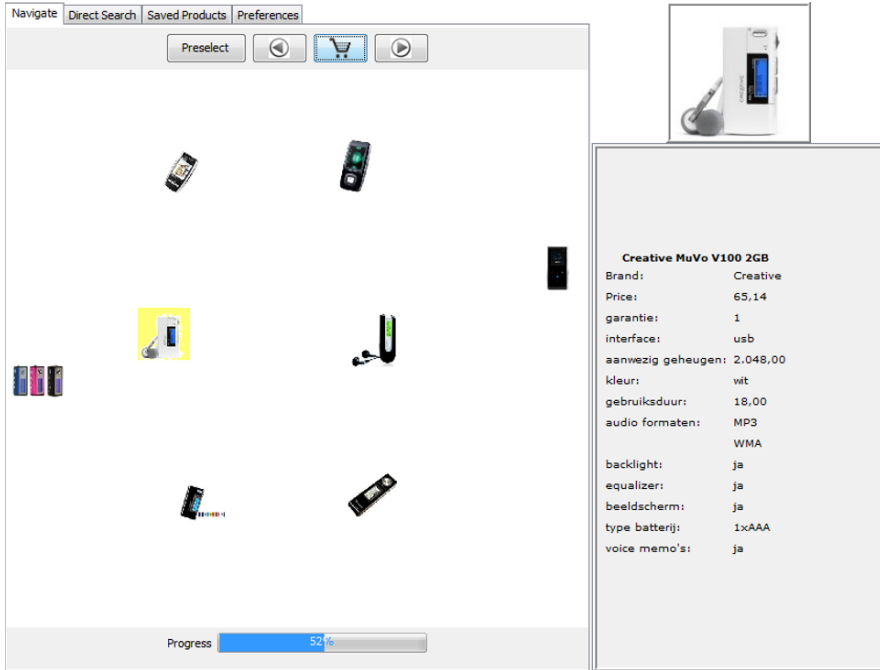 Navigate Direct Search Saved Products Preferences
Preselect
Creative MuVo V100 2GB
Brand: Creative
Price: 65,14
garantie: 1
interface: usb
aanwezig geheugen: 2.048,00
kleur: wit
gebruiksduur: 18,00
audio formaten: MP3
WMA
backlight: ja
equalizer: ja
beeldscherm: ja
type batterij: 1xAAA
voice memo's: ja
Progress 52%